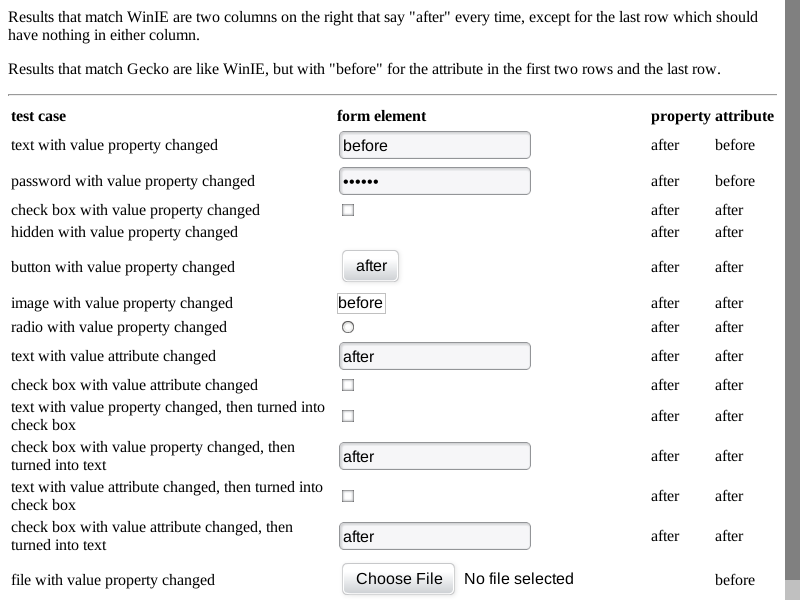 Results that match WinIE are two columns on the right that say "after" every time, except for the last row which should
have nothing in either column.
Results that match Gecko are like WinIE, but with "before" for the attribute in the first two rows and the last row.
test case form element property attribute
text with value property changed before after before
password with value property changed •••••• after before
check box with value property changed after after
hidden with value property changed after after
button with value property changed after after after
image with value property changed before after after
radio with value property changed after after
text with value attribute changed after after after
check box with value attribute changed after after
text with value property changed, then turned into
check box after after
check box with value property changed, then
turned into text after after after
text with value attribute changed, then turned into
check box after after
check box with value attribute changed, then
turned into text after after after
file with value property changed Choose File No file selected before